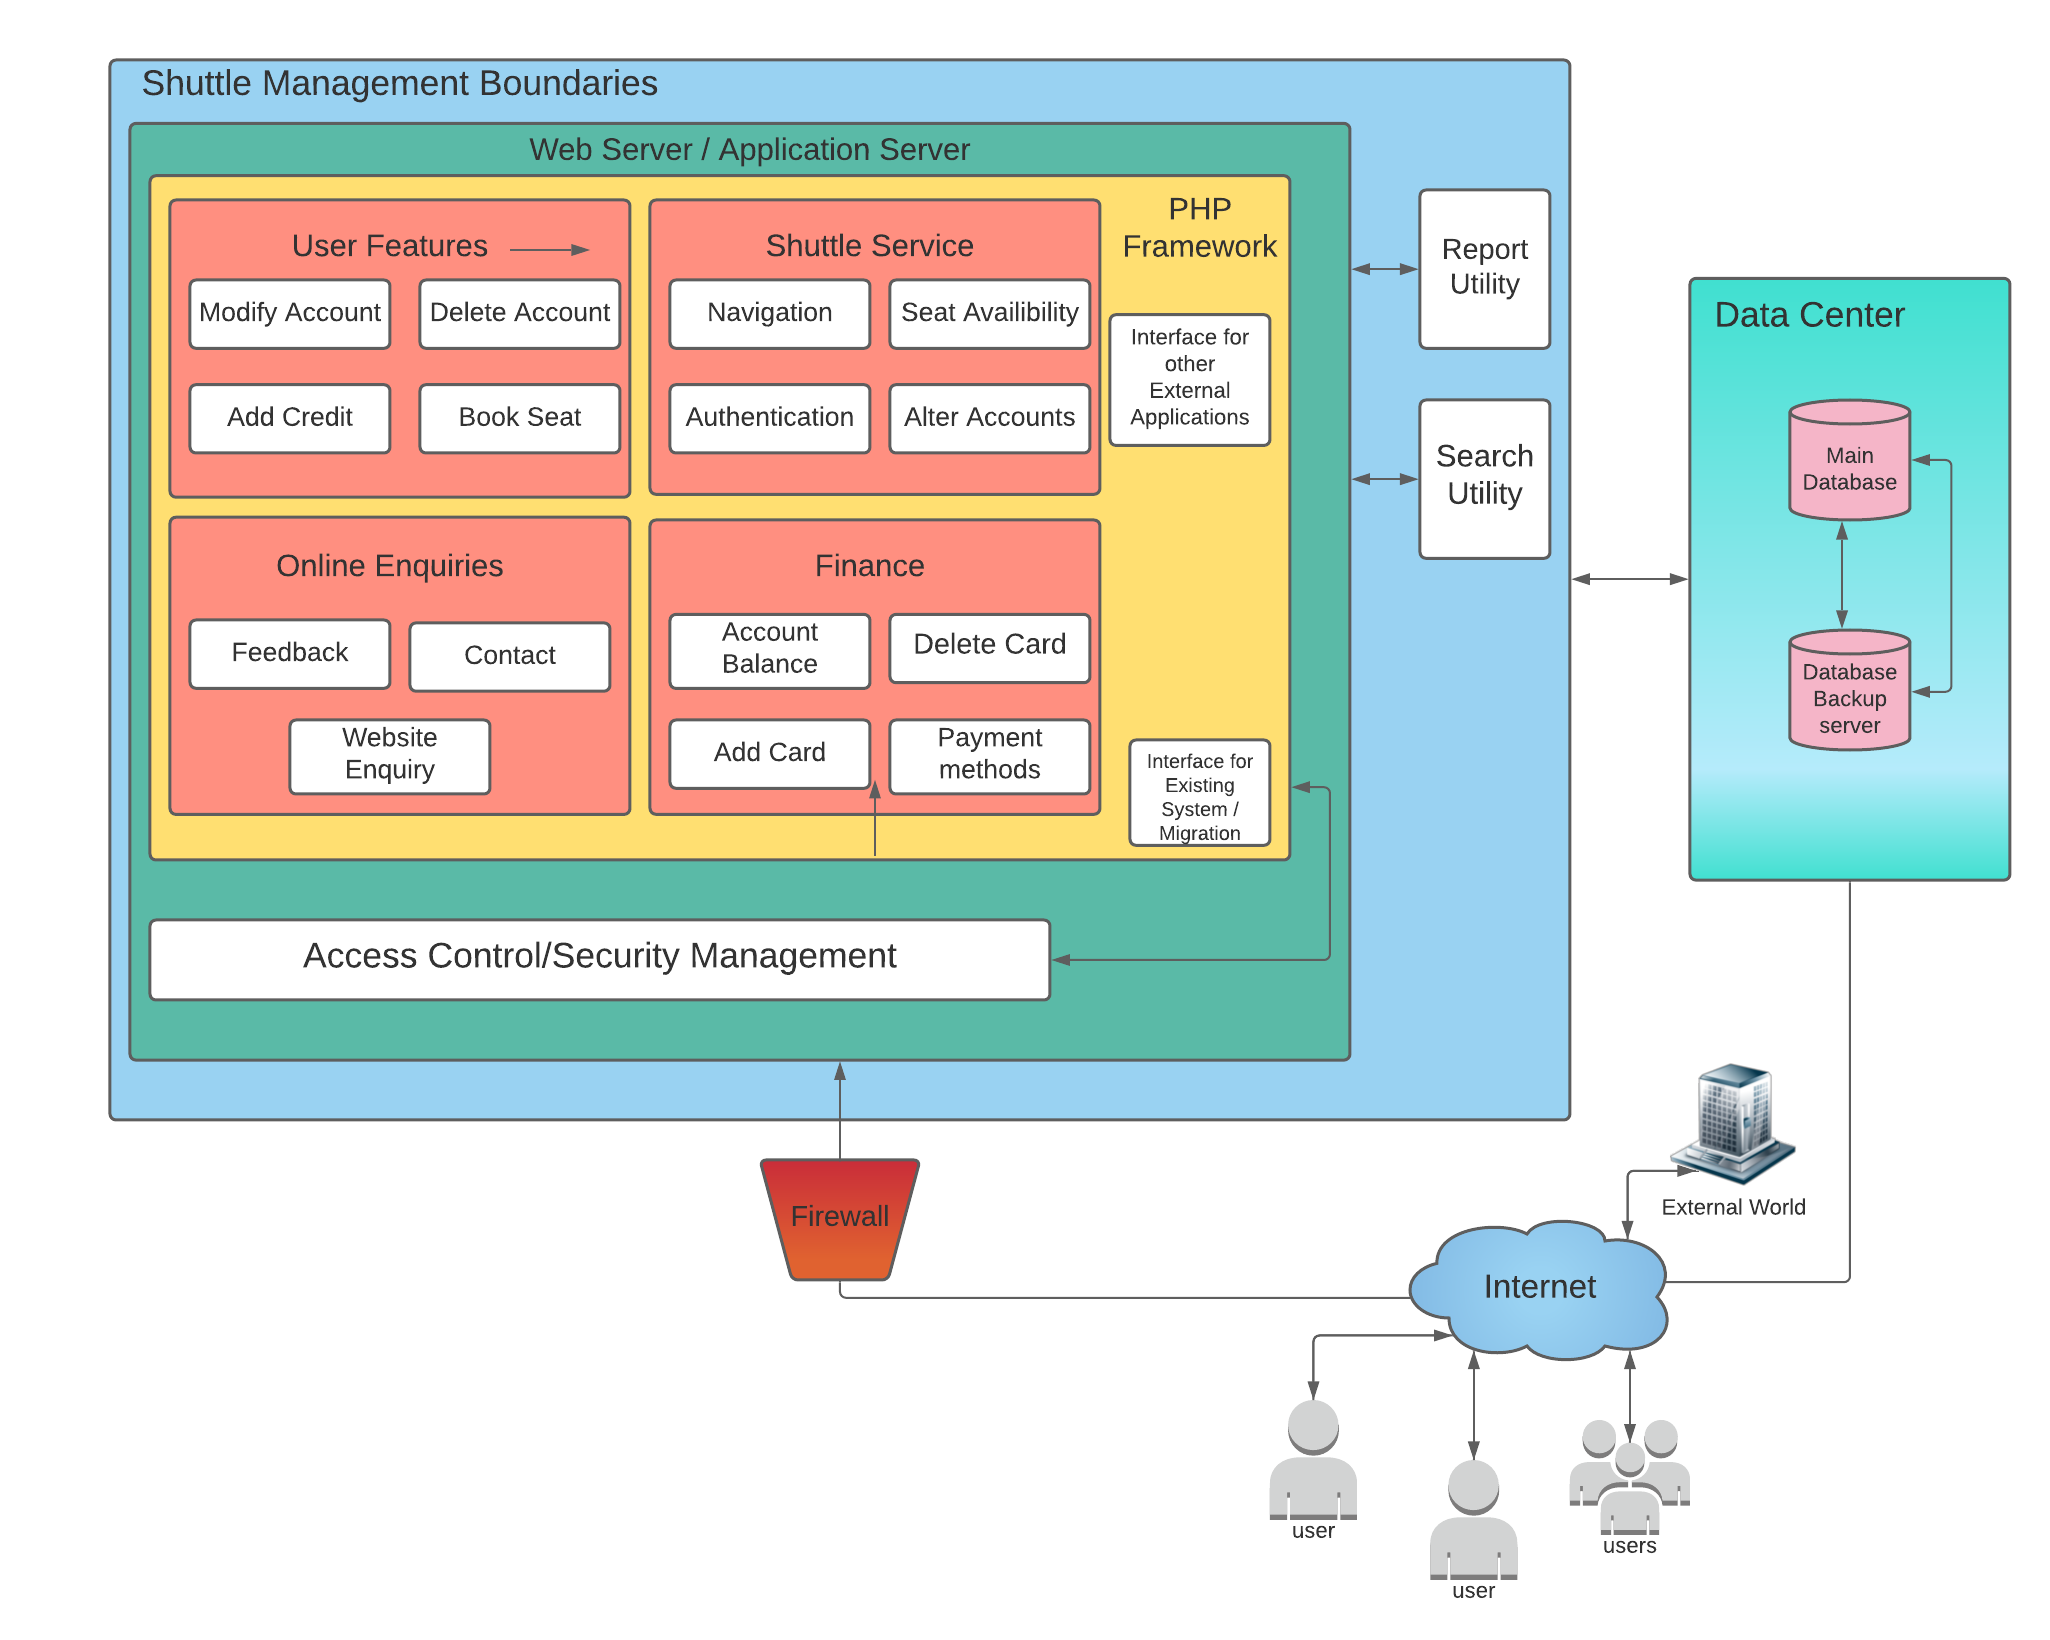 Shuttle Management Boundaries
Web Server / Application Server
User Features
Modify Account
Delete Account
Add Credit
Book Seat
Shuttle Service
Navigation
Seat Availibility
Authentication
Alter Accounts
PHP
Framework
Interface for
other
External
Applications
Online Enquiries
Feedback
Contact
Website
Enquiry
Finance
Account
Balance
Delete Card
Add Card
Payment
methods
Interface for
Existing
System /
Migration
Access Control/Security Management
Report
Utility
Search
Utility
Data Center
Main
Database
Database
Backup
server
Firewall
External World
Internet
user
user
users